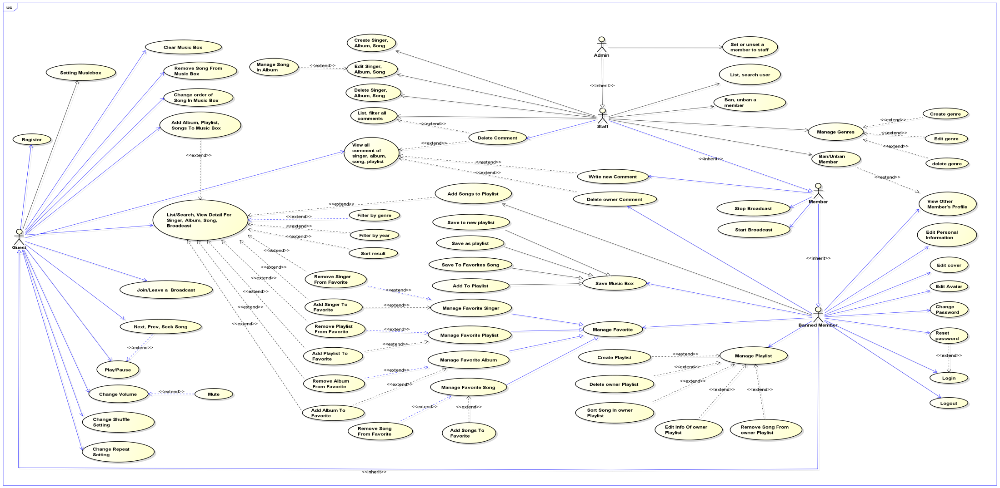 uc
Clear Music Box
Setting Musicbox
Remove Song From
Music Box
Change order of
Song In Music Box
Add Album, Playlist,
Songs To Music Box
Register
<<extend>>
Guest
List/Search, View Detail For
Singer, Album, Song,
Broadcast
Join/Leave a  Broadcast
Next, Prev, Seek Song
<<extend>>
Play/Pause
Change Volume
<<extend>>
Mute
Change Shuffle
Setting
Change Repeat
Setting
Create Singer,
Album, Song
Manage Song
In Album
<<extend>>
Edit Singer,
Album, Song
Delete Singer,
Album, Song
List, filter all
comments
<<extend>>
Delete Comment
<<extend>>
View all
comment of
singer, album,
song, playlist
<<extend>>
<<extend>>
Write new Comment
Delete owner Comment
Add Songs to Playlist
<<extend>>
Filter by genre
<<extend>>
Filter by year
<<extend>>
Sort result
<<extend>>
Save to new playlist
Save as playlist
Save To Favorites Song
Add To Playlist
Save Music Box
<<extend>>
<<extend>>
<<extend>>
<<extend>>
<<extend>>
<<extend>>
Remove Singer
From Favorite
<<extend>>
Add Singer To
Favorite
<<extend>>
Manage Favorite Singer
Remove Playlist
From Favorite
<<extend>>
Manage Favorite Playlist
Add Playlist To
Favorite
<<extend>>
Manage Favorite Album
Remove Album
From Favorite
<<extend>>
<<extend>>
Manage Favorite Song
Add Album To
Favorite
<<extend>>
<<extend>>
Remove Song
From Favorite
Add Songs To
Favorite
Manage Favorite
Admin
Set or unset a
member to staff
<<inherit>>
List, search user
Staff
Ban, unban a
member
Manage Genres
<<extend>>
Create genre
<<extend>>
Edit genre
<<extend>>
delete genre
Ban/Unban
Member
<<inherit>>
<<extend>>
Member
Stop Broadcast
Start Broadcast
View Other
Member's Profile
Edit Personal
Information
<<inherit>>
Edit cover
Edit Avatar
Change
Password
Banned Member
Reset
password
<<extend>>
Login
Logout
Create Playlist
<<extend>>
Manage Playlist
Delete owner Playlist
<<extend>>
<<extend>>
<<extend>>
<<extend>>
Sort Song In owner
Playlist
Edit Info Of owner
Playlist
Remove Song From
owner Playlist
<<inherit>>